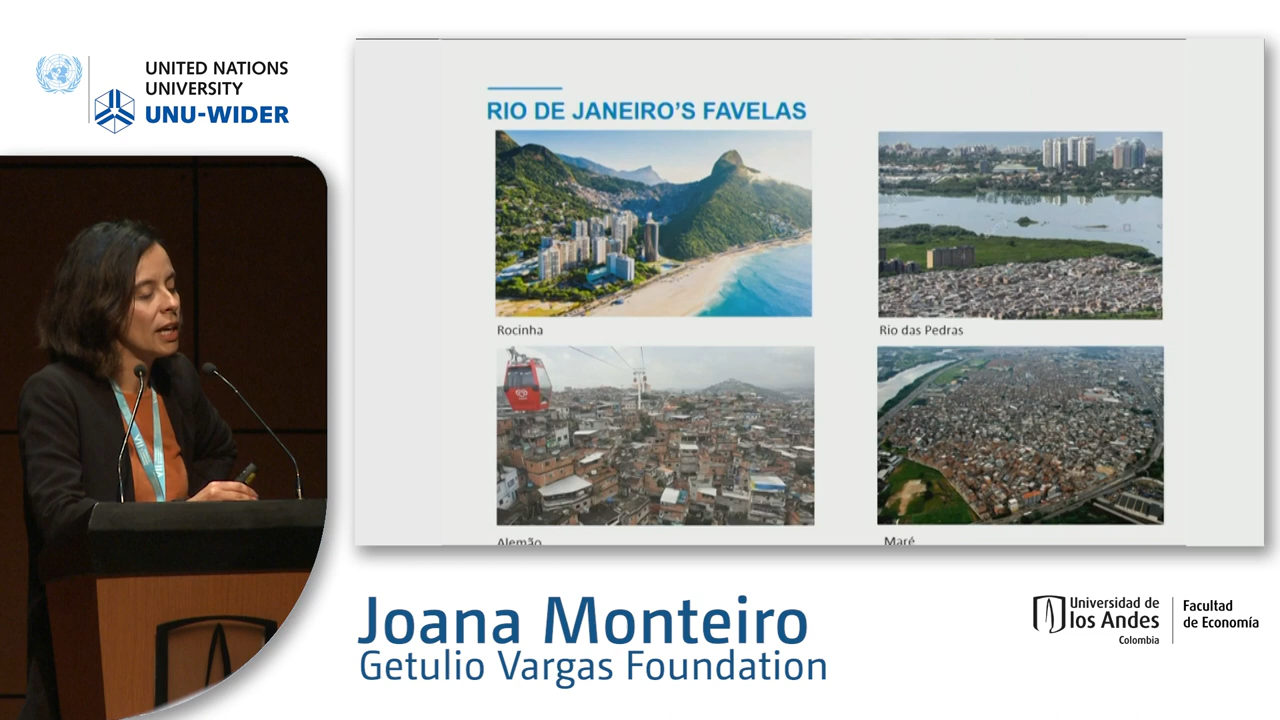 UNITED NATIONS
UNIVERSITY
UNU-WIDER
RIO DE JANEIRO'S FAVELAS
Rocinha
Rio das Pedras
Alemão
Maré
Joana Monteiro
Getulio Vargas Foundation
Universidad de
los Andes
Colombia
Facultad
de Economía